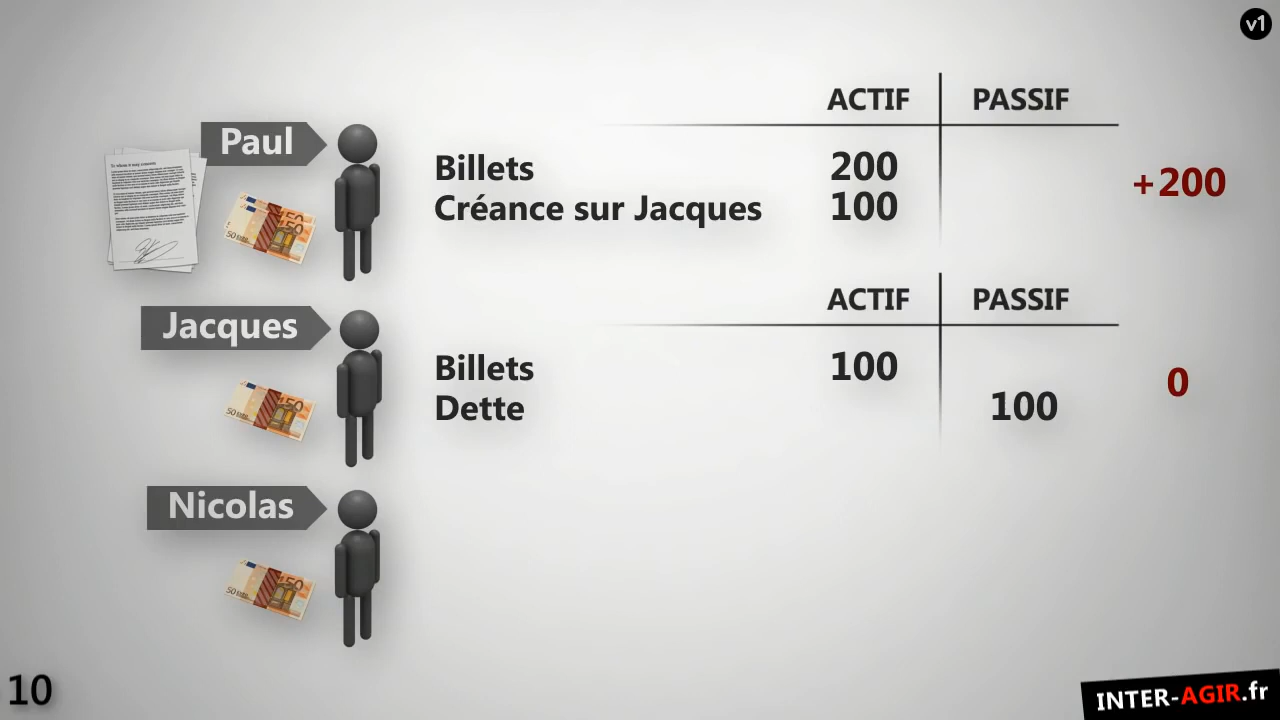 v1
ACTIF PASSIF
Paul
Billets 200
Créance sur Jacques 100
+200
ACTIF PASSIF
Jacques
Billets 100
Dette 100
0
Nicolas
10
INTER-AGIR.fr